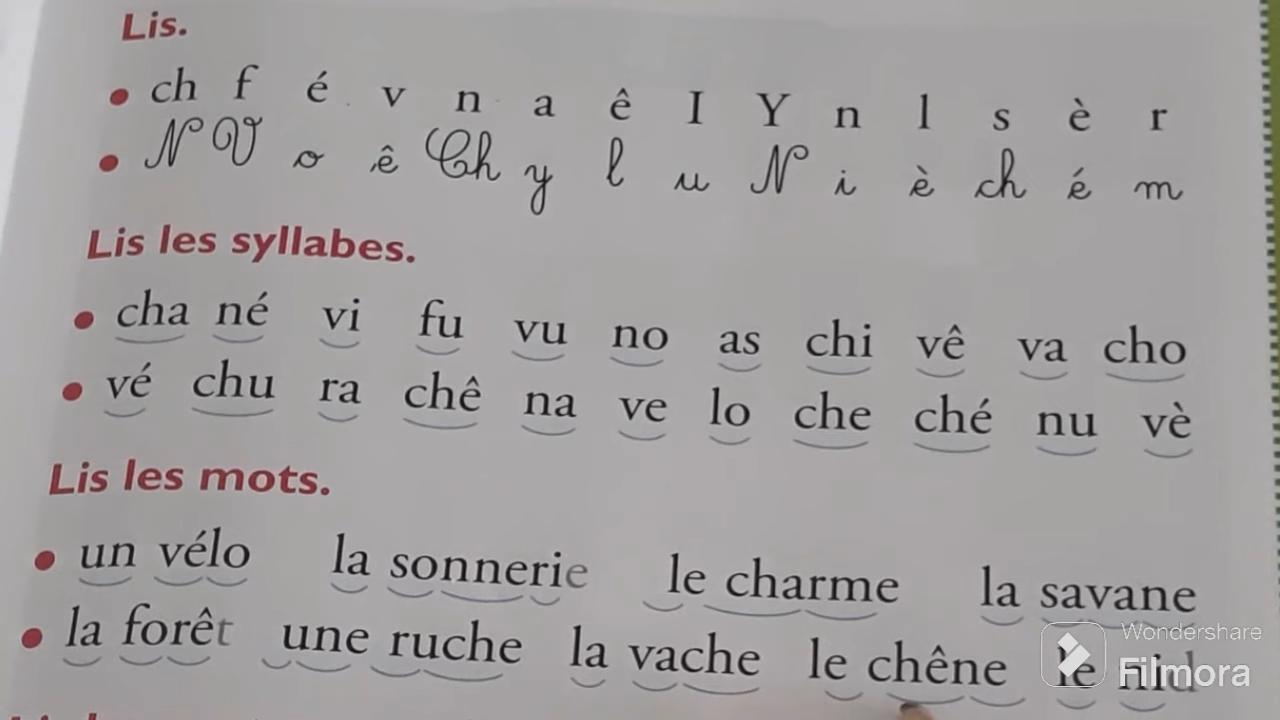 Lis.
• ch f é v n a ê I Y n l s è r
• N V o ê Ch y l u N i è ch é m
Lis les syllabes.
• cha né vi fu vu no as chi vê va cho
• vé chu ra chê na ve lo che ché nu vè
Lis les mots.
• un vélo la sonnerie le charme la savane
• la forêt une ruche la vache le chêne le nid
Wondershare
Filmora